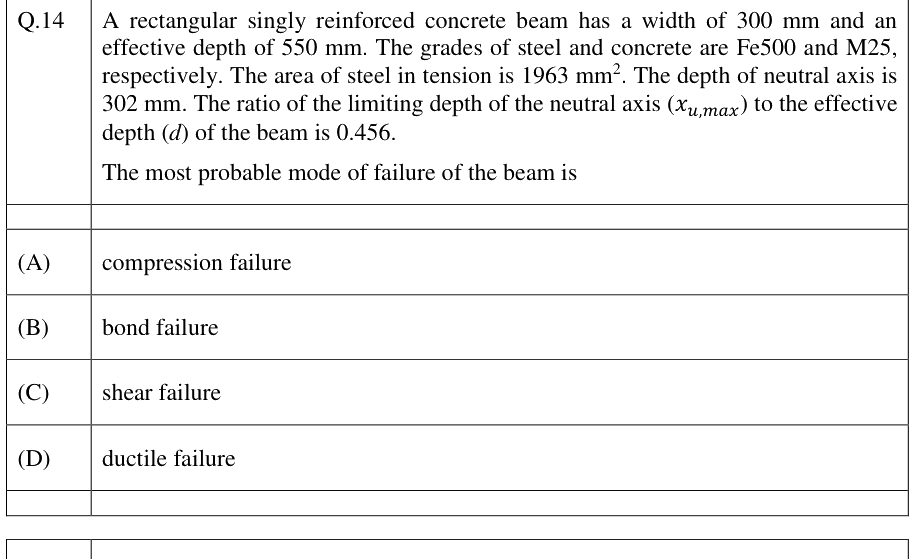 Q.14 A rectangular singly reinforced concrete beam has a width of 300 mm and an
effective depth of 550 mm. The grades of steel and concrete are Fe500 and M25,
respectively. The area of steel in tension is 1963 mm². The depth of neutral axis is
302 mm. The ratio of the limiting depth of the neutral axis (xᵤ,ₘₐₓ) to the effective
depth (d) of the beam is 0.456.
The most probable mode of failure of the beam is
(A) compression failure
(B) bond failure
(C) shear failure
(D) ductile failure